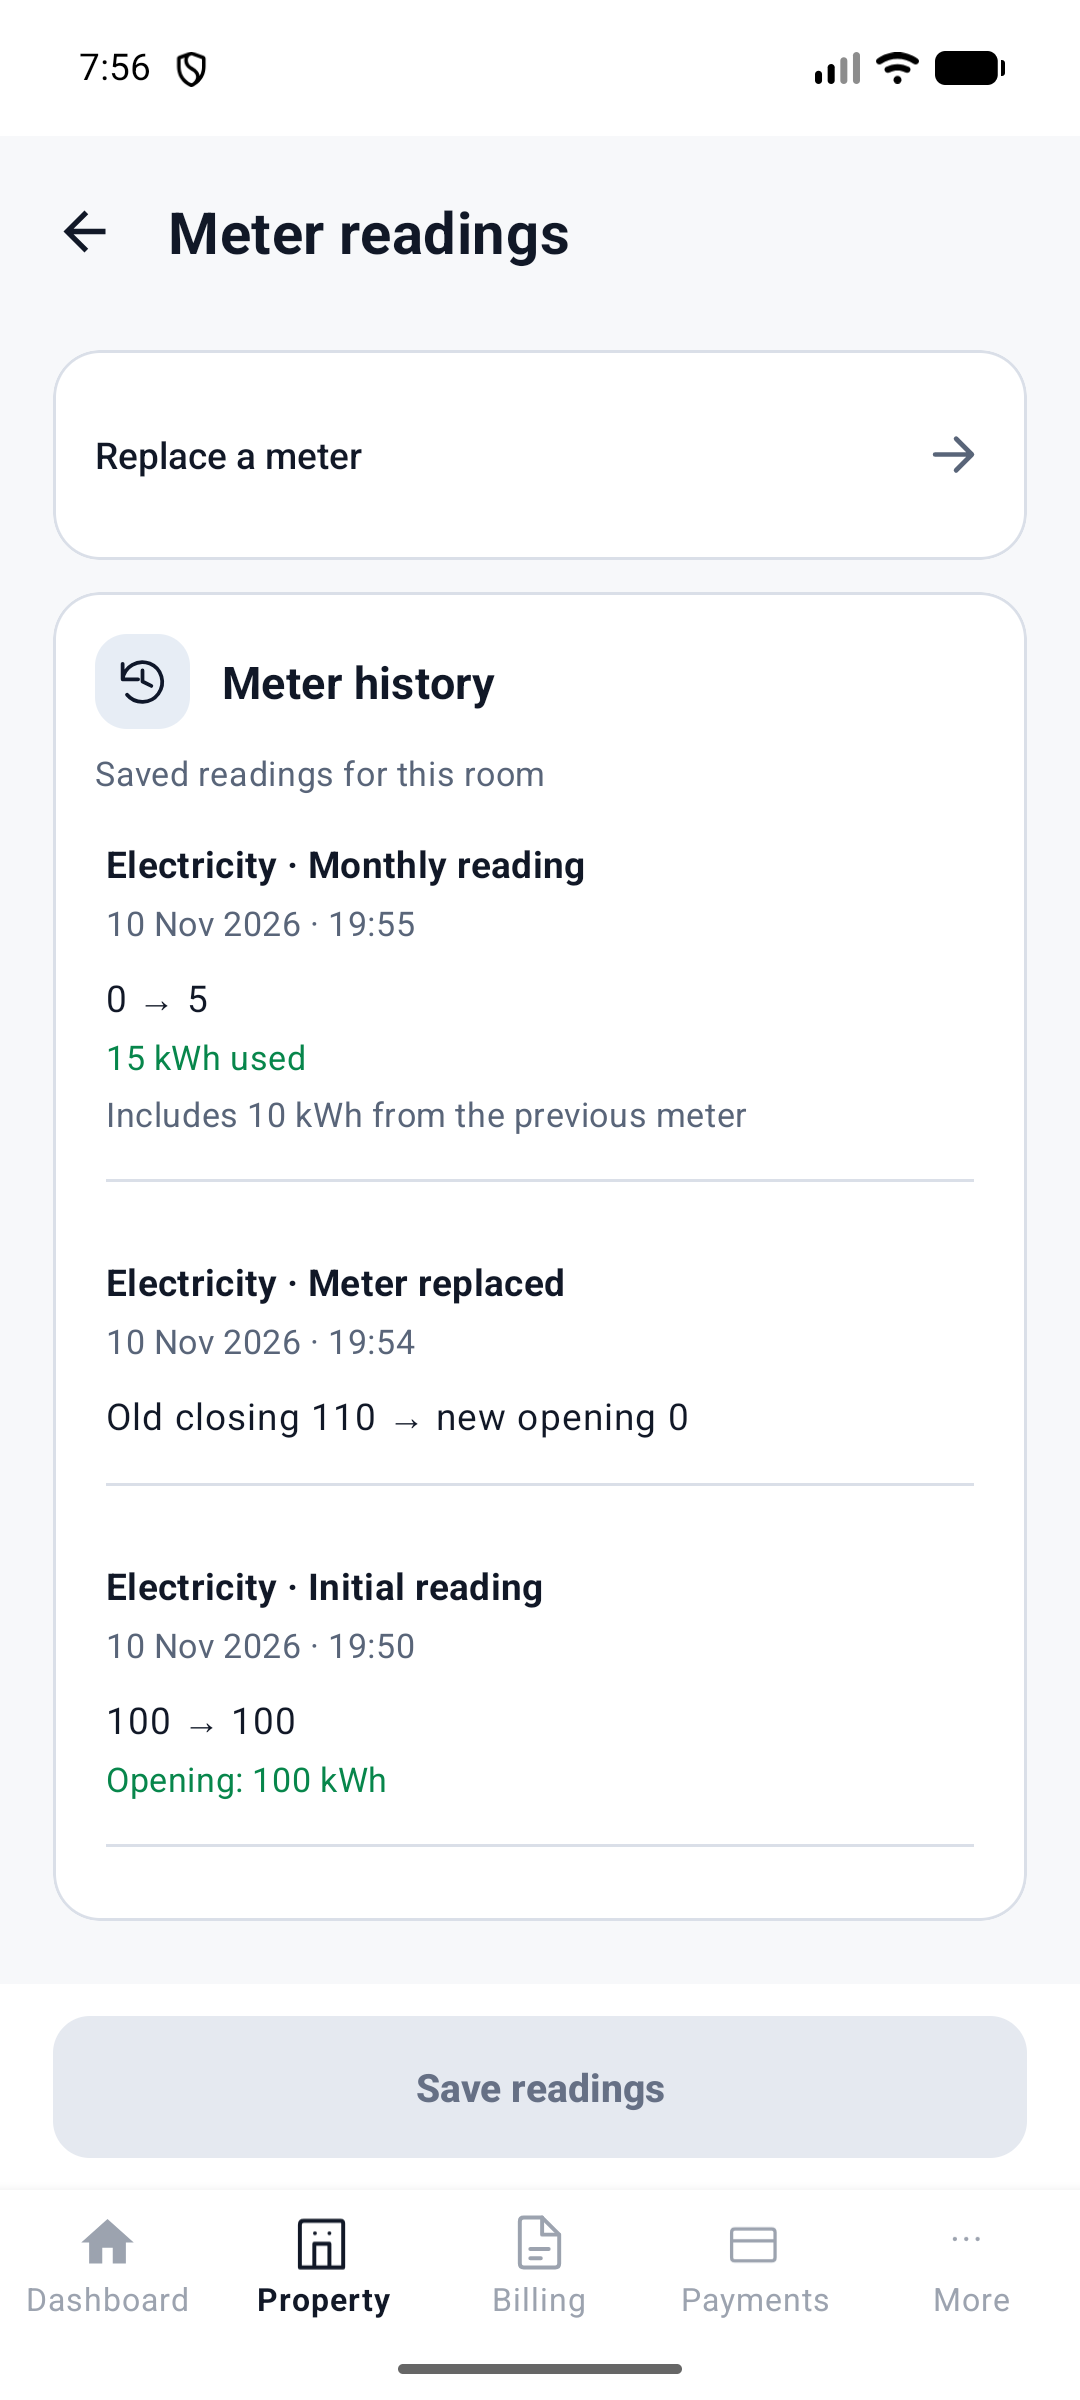 7:56
Meter readings
Replace a meter
Meter history
Saved readings for this room
Electricity · Monthly reading
10 Nov 2026 · 19:55
0 → 5
15 kWh used
Includes 10 kWh from the previous meter
Electricity · Meter replaced
10 Nov 2026 · 19:54
Old closing 110 → new opening 0
Electricity · Initial reading
10 Nov 2026 · 19:50
100 → 100
Opening: 100 kWh
Save readings
Dashboard
Property
Billing
Payments
More